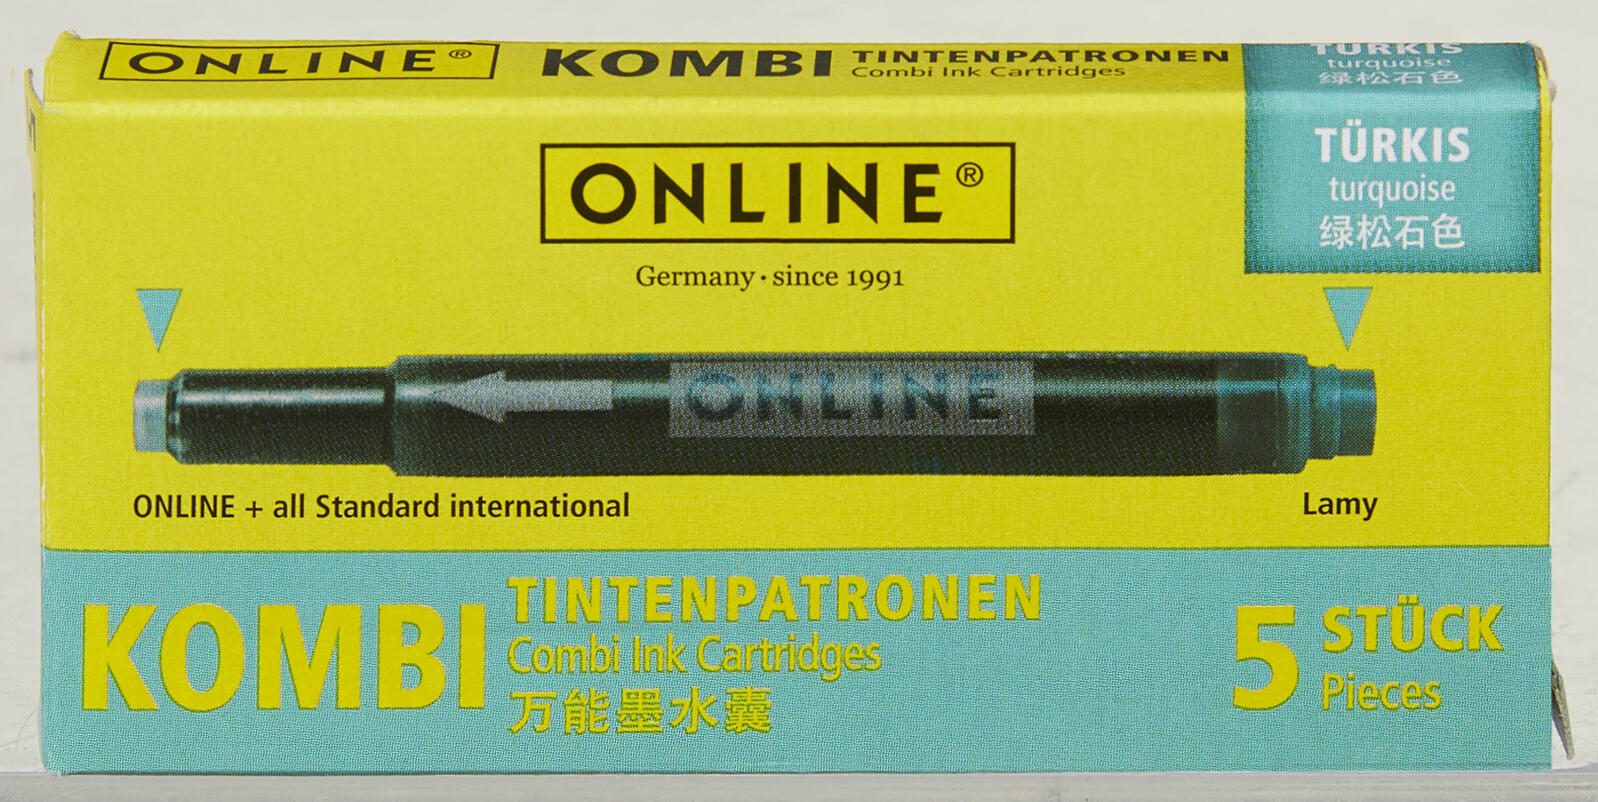 ONLINE®
KOMBI TINTENPATRONEN
Combi Ink Cartridges
TÜRKIS
turquoise
绿松石色
ONLINE®
Germany · since 1991
TÜRKIS
turquoise
绿松石色
ONLINE
ONLINE + all Standard international
Lamy
KOMBI TINTENPATRONEN
Combi Ink Cartridges
万能墨水囊
5 STÜCK
Pieces